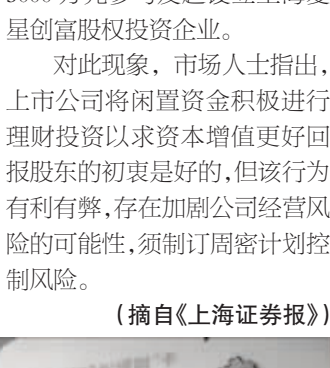 星创富股权投资企业。
对此现象，市场人士指出，
上市公司将闲置资金积极进行
理财投资以求资本增值更好回
报股东的初衷是好的，但该行为
有利有弊，存在加剧公司经营风
险的可能性，须制订周密计划控
制风险。
（摘自《上海证券报》）